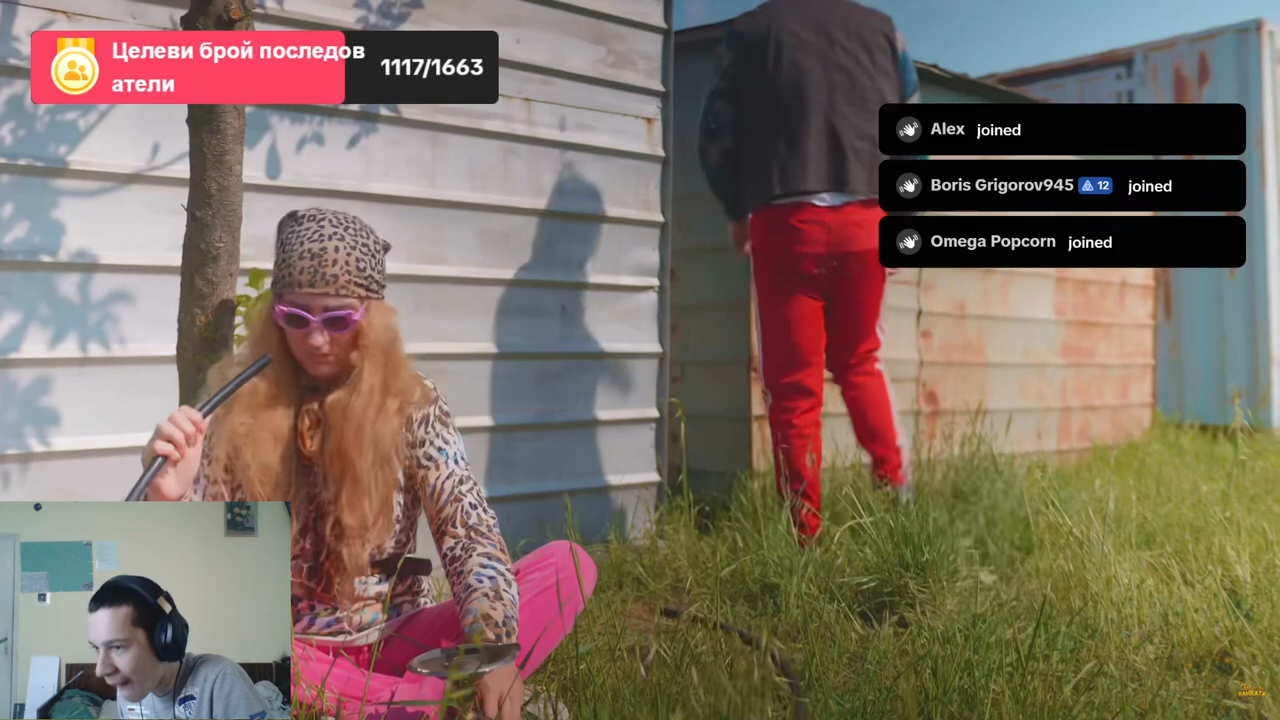 Целеви брой последов
атели
1117/1663
Alex joined
Boris Grigorov945 12 joined
Omega Popcorn joined